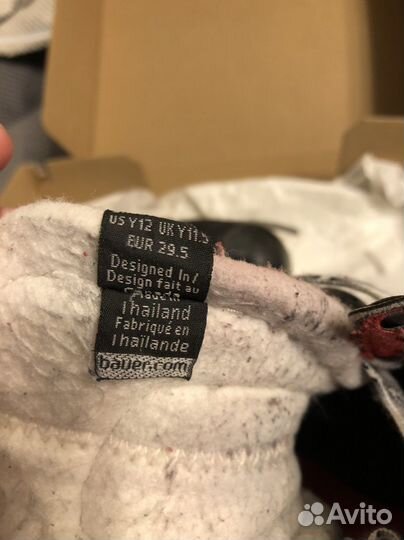 US Y12 UK Y11.5
EUR 29.5
Designed In/
Design fait au
Thailand
Fabriqué en
Thaïlande
bauer.com
Avito